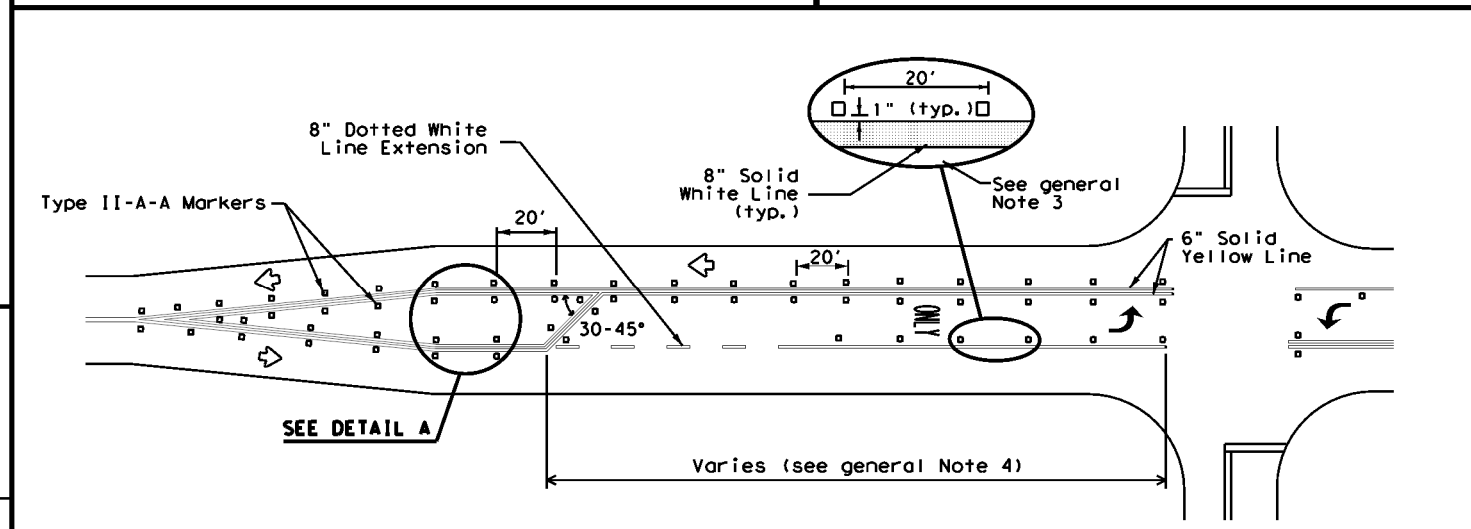 20'
1" (typ.)
8" Dotted White
Line Extension
8" Solid
White Line
(typ.)
See general
Note 3
Type II-A-A Markers
20'
6" Solid
Yellow Line
20'
ONLY
30-45°
SEE DETAIL A
Varies (see general Note 4)